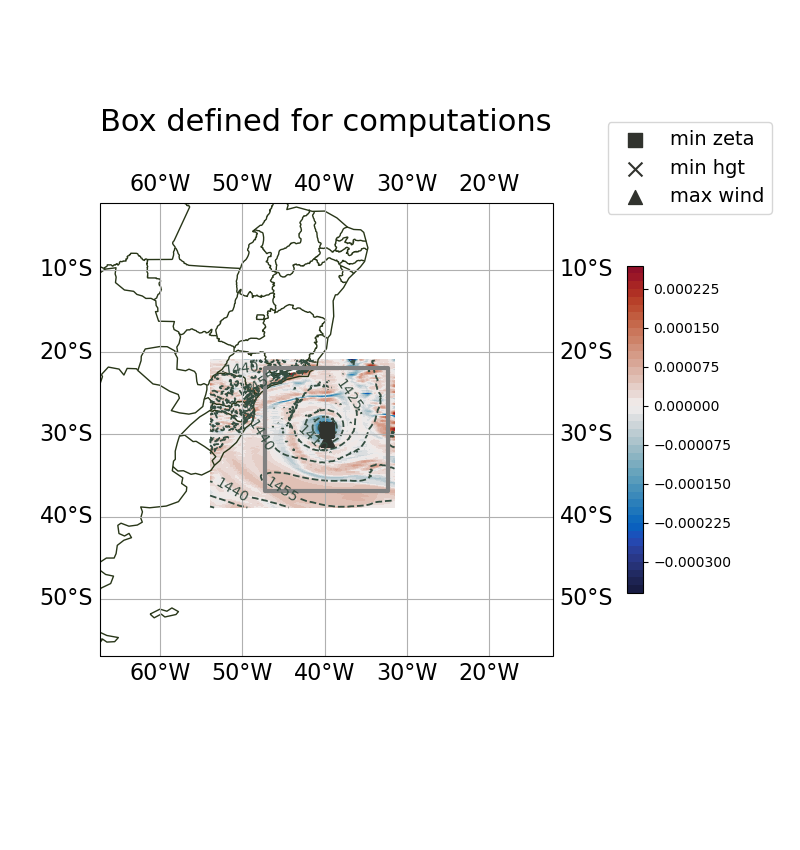 Box defined for computations
min zeta
min hgt
max wind
60°W 50°W 40°W 30°W 20°W
10°S 10°S
20°S 20°S
30°S 30°S
40°S 40°S
50°S 50°S
60°W 50°W 40°W 30°W 20°W
1440
1425
1440
1440
1455
0.000225
0.000150
0.000075
0.000000
−0.000075
−0.000150
−0.000225
−0.000300